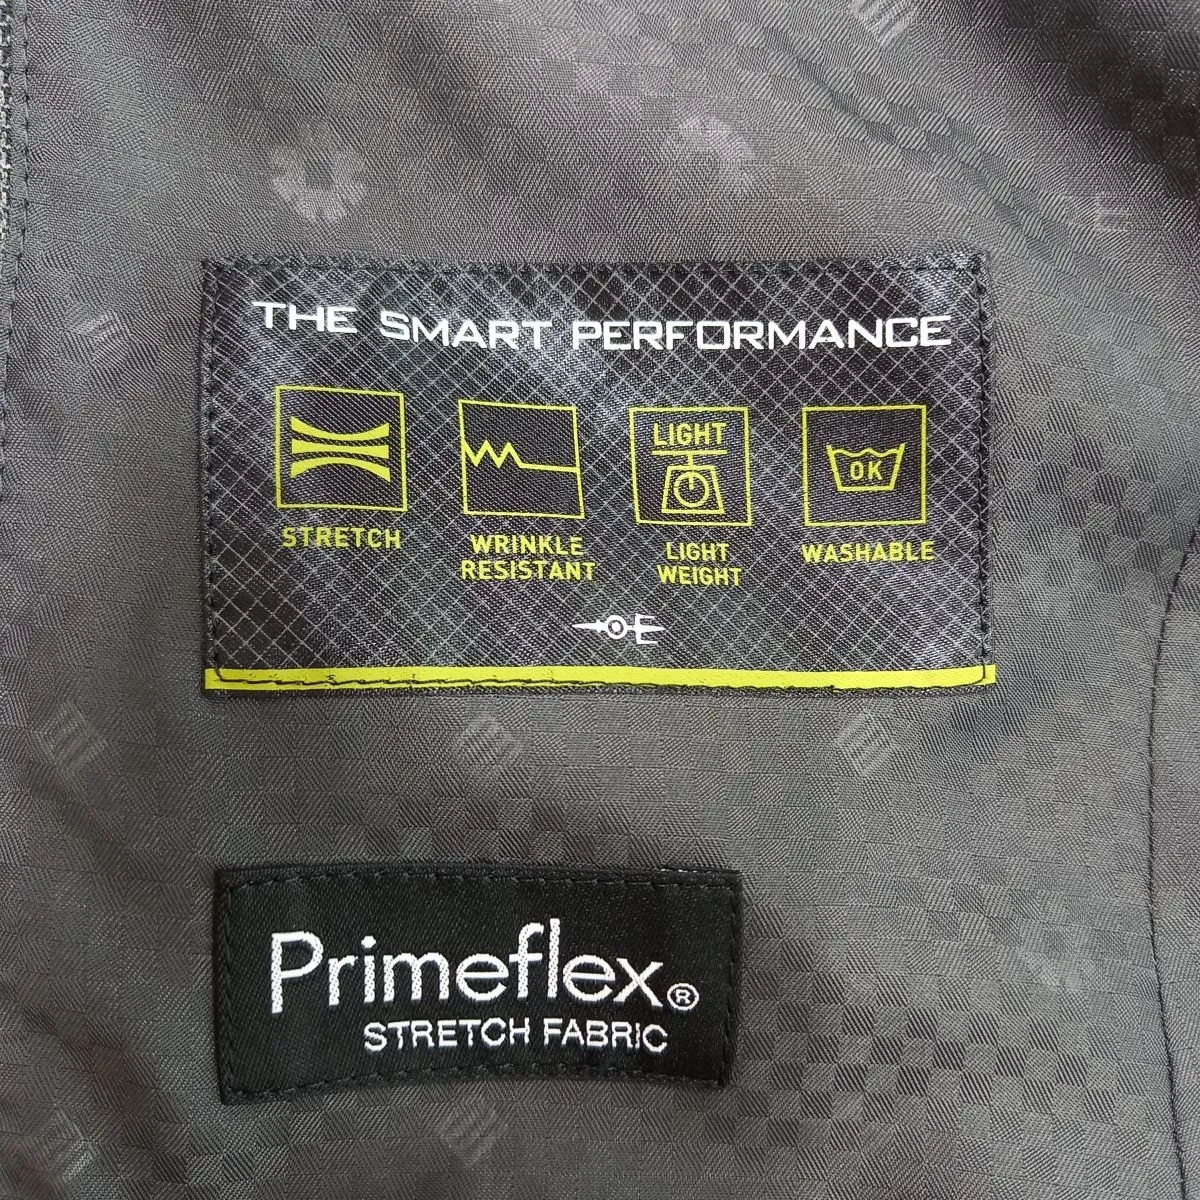 THE SMART PERFORMANCE
LIGHT
OK
STRETCH
WRINKLE
RESISTANT
LIGHT
WEIGHT
WASHABLE
E
Primeflex®
STRETCH FABRIC